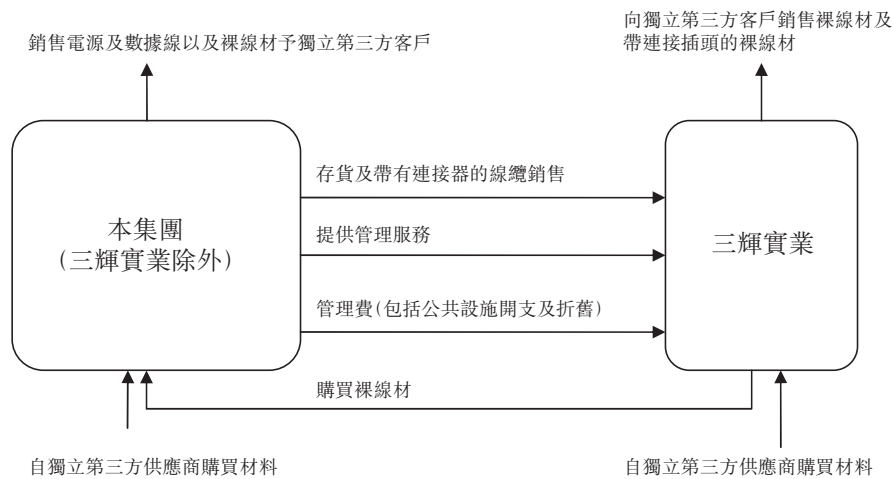 向獨立第三方客戶銷售裸線材及
帶連接插頭的裸線材
銷售電源及數據線以及裸線材予獨立第三方客戶
存貨及帶有連接器的線纜銷售
本集團
(三輝實業除外)
提供管理服務
三輝實業
管理費(包括公共設施開支及折舊)
購買裸線材
自獨立第三方供應商購買材料
自獨立第三方供應商購買材料